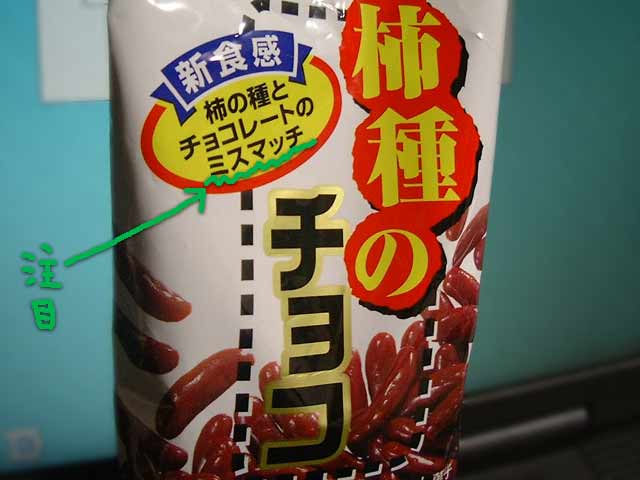 柿種の
チョコ
新食感
柿の種と
チョコレートの
ミスマッチ
注目